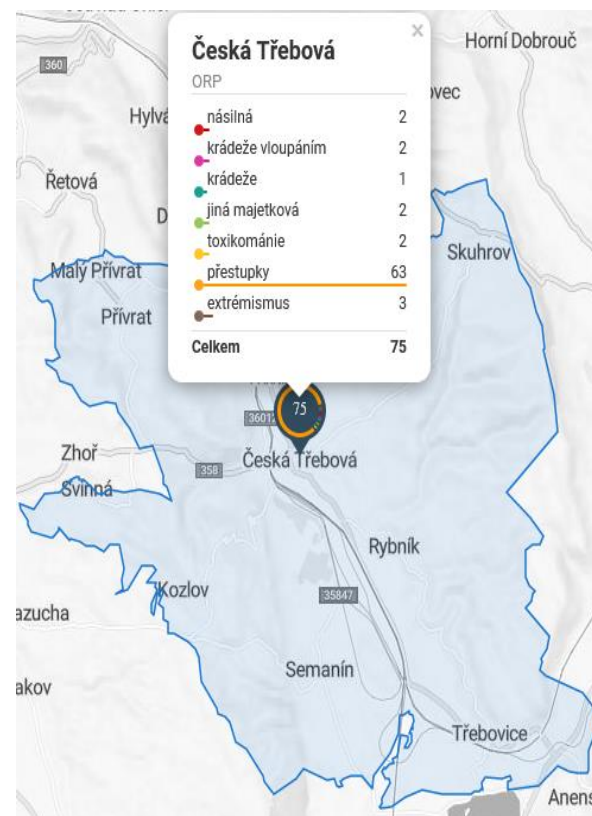 Česká Třebová
×
ORP
násilná 2
krádeže vloupáním 2
krádeže 1
jiná majetková 2
toxikománie 2
přestupky 63
extrémismus 3
Celkem 75
360
Horní Dobrouč
Hylvá
ovec
Řetová
D
Skuhrov
Malý Přívrat
Přívrat
75
36012
Zhoř
358
Česká Třebová
Svinná
Rybník
Kozlov
35847
azucha
Semanín
akov
Třebovice
Anens